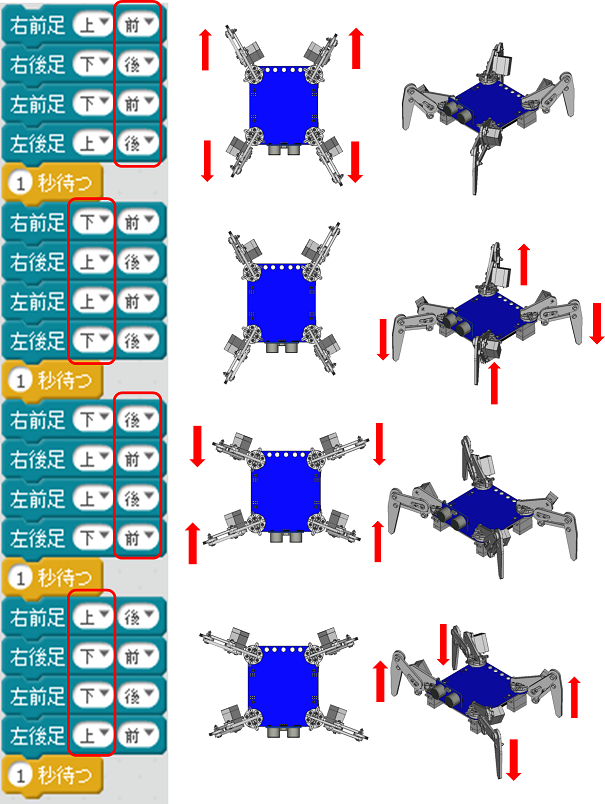 右前足 上 前
右後足 下 後
左前足 下 前
左後足 上 後
1 秒待つ
右前足 下 前
右後足 上 後
左前足 上 前
左後足 下 後
1 秒待つ
右前足 下 後
右後足 上 前
左前足 上 後
左後足 下 前
1 秒待つ
右前足 上 後
右後足 下 前
左前足 下 後
左後足 上 前
1 秒待つ